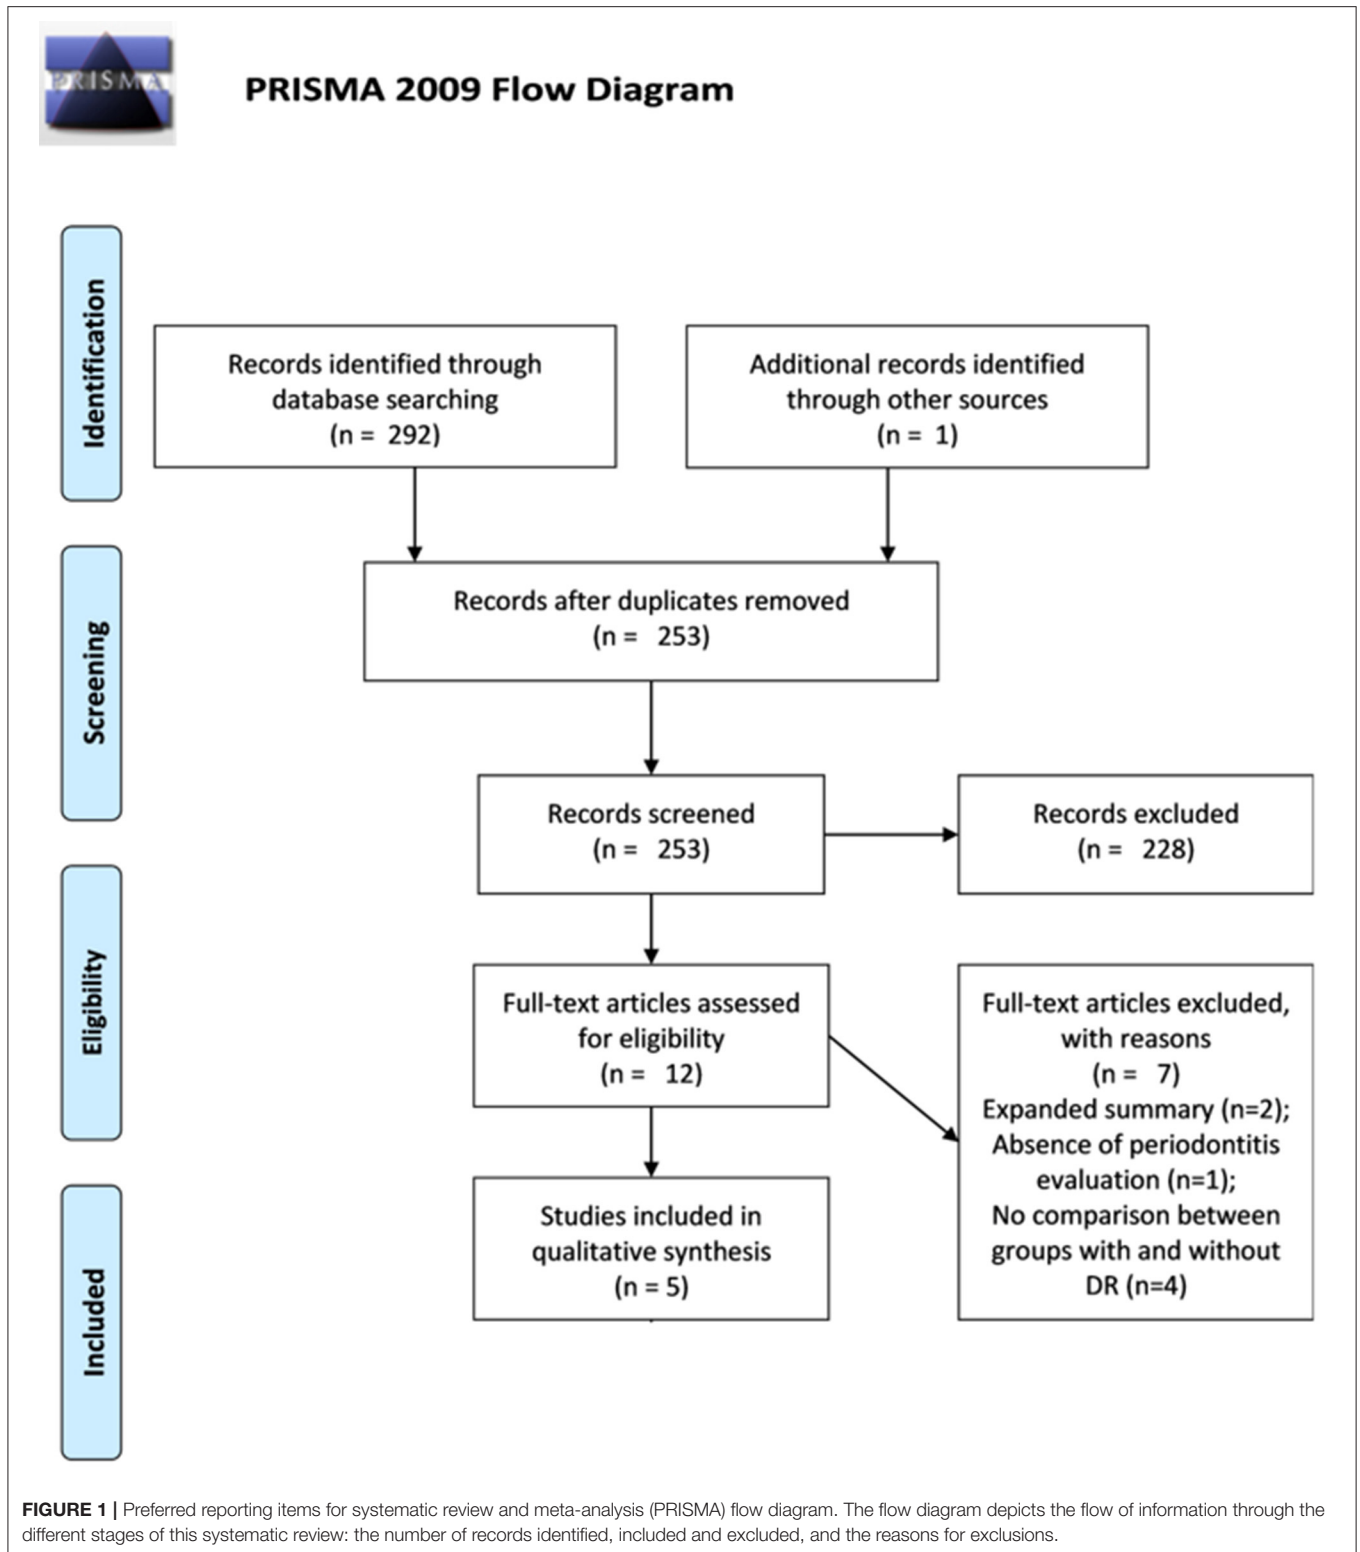 PRISMA
PRISMA 2009 Flow Diagram
Identification
Records identified through
database searching
(n = 292)
Additional records identified
through other sources
(n = 1)
Screening
Records after duplicates removed
(n = 253)
Records screened
(n = 253)
Records excluded
(n = 228)
Eligibility
Full-text articles assessed
for eligibility
(n = 12)
Full-text articles excluded,
with reasons
(n = 7)
Expanded summary (n=2);
Absence of periodontitis
evaluation (n=1);
No comparison between
groups with and without
DR (n=4)
Included
Studies included in
qualitative synthesis
(n = 5)
FIGURE 1 | Preferred reporting items for systematic review and meta-analysis (PRISMA) flow diagram. The flow diagram depicts the flow of information through the
different stages of this systematic review: the number of records identified, included and excluded, and the reasons for exclusions.